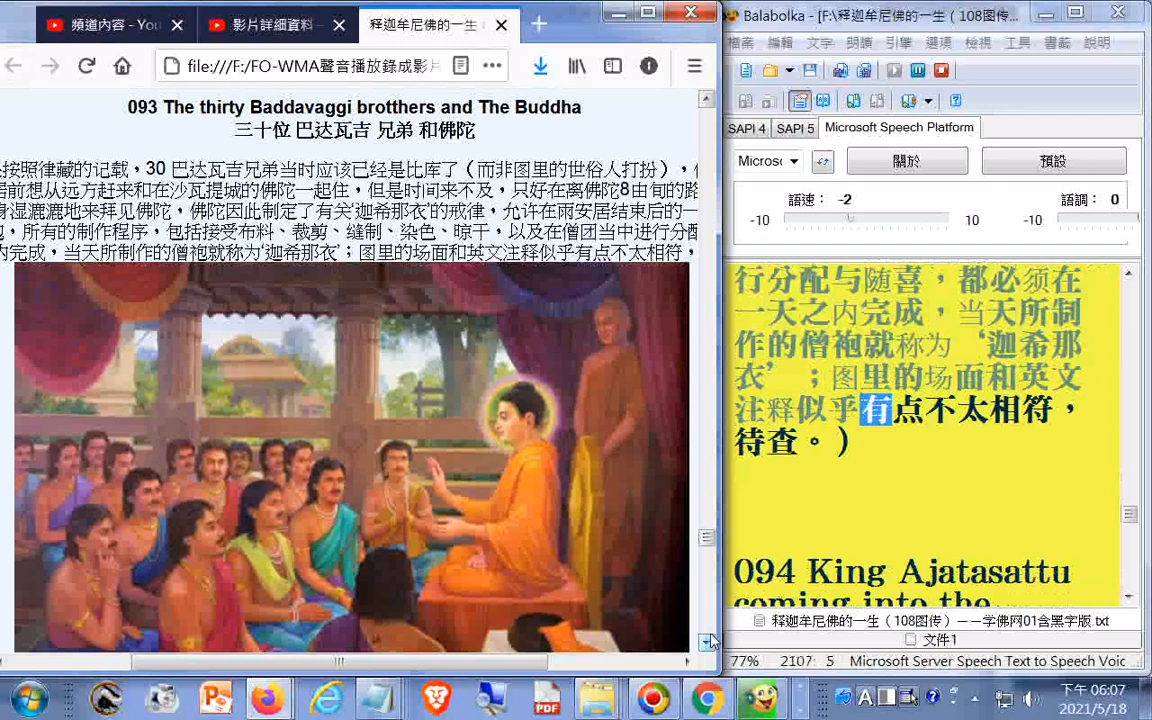 頻道內容 - You
影片詳細資料 -
释迦牟尼佛的一生
file:///F:/FO-WMA聲音播放錄成影片
093 The thirty Baddavaggi brotthers and The Buddha
三十位 巴达瓦吉 兄弟 和佛陀
按照律藏的记载，30 巴达瓦吉兄弟当时应该已经是比库了（而非图里的世俗人打扮），
居前想从远方赶来和在沙瓦提城的佛陀一起住，但是时间来不及，只好在离佛陀8由旬的路
身湿漉漉地来拜见佛陀，佛陀因此制定了有关‘迦希那衣’的戒律，允许在雨安居结束后的一
，所有的制作程序，包括接受布料、裁剪、缝制、染色、晾干，以及在僧团当中进行分配
内完成，当天所制作的僧袍就称为‘迦希那衣’；图里的场面和英文注释似乎有点不太相符，
Balabolka - [F:\释迦牟尼佛的一生（108图传）...
檔案 編輯 文字 朗讀 引擎 選項 檢視 工具 書籤 說明
SAPI 4 SAPI 5 Microsoft Speech Platform
Microsc 關於 預設
語速： -2 語調： 0
-10 10 -10
行分配与随喜，都必须在
一天之内完成，当天所制
作的僧袍就称为‘迦希那
衣’；图里的场面和英文
注释似乎有点不太相符，
待查。）
094 King Ajatasattu
coming into the
释迦牟尼佛的一生（108图传）——学佛网01含黑字版.txt
文件1
77% 2107: 5 Microsoft Server Speech Text to Speech Voic
下午 06:07
2021/5/18